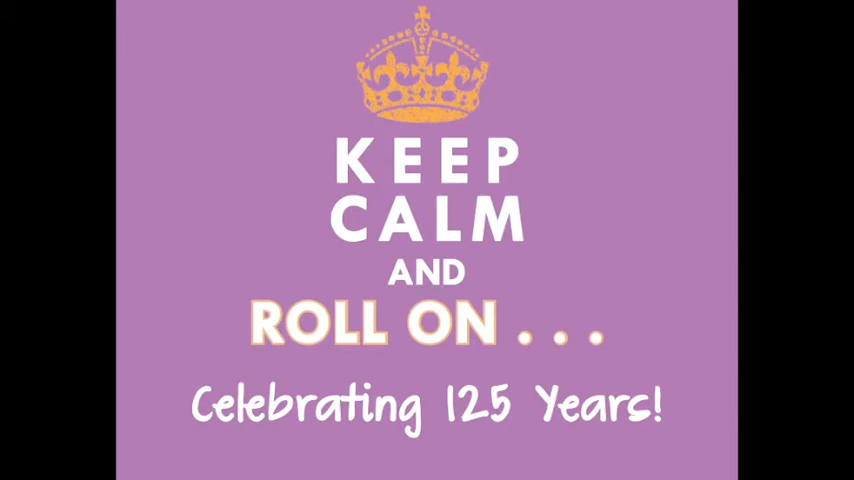 KEEP
CALM
AND
ROLL ON . . .
Celebrating 125 Years!